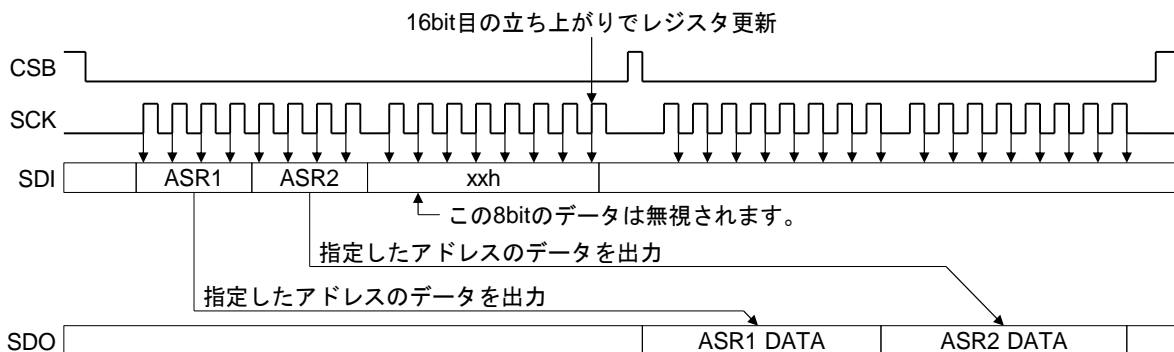 16bit目の立ち上がりでレジスタ更新
CSB
SCK
SDI
ASR1
ASR2
xxh
この8bitのデータは無視されます。
指定したアドレスのデータを出力
指定したアドレスのデータを出力
SDO
ASR1 DATA
ASR2 DATA